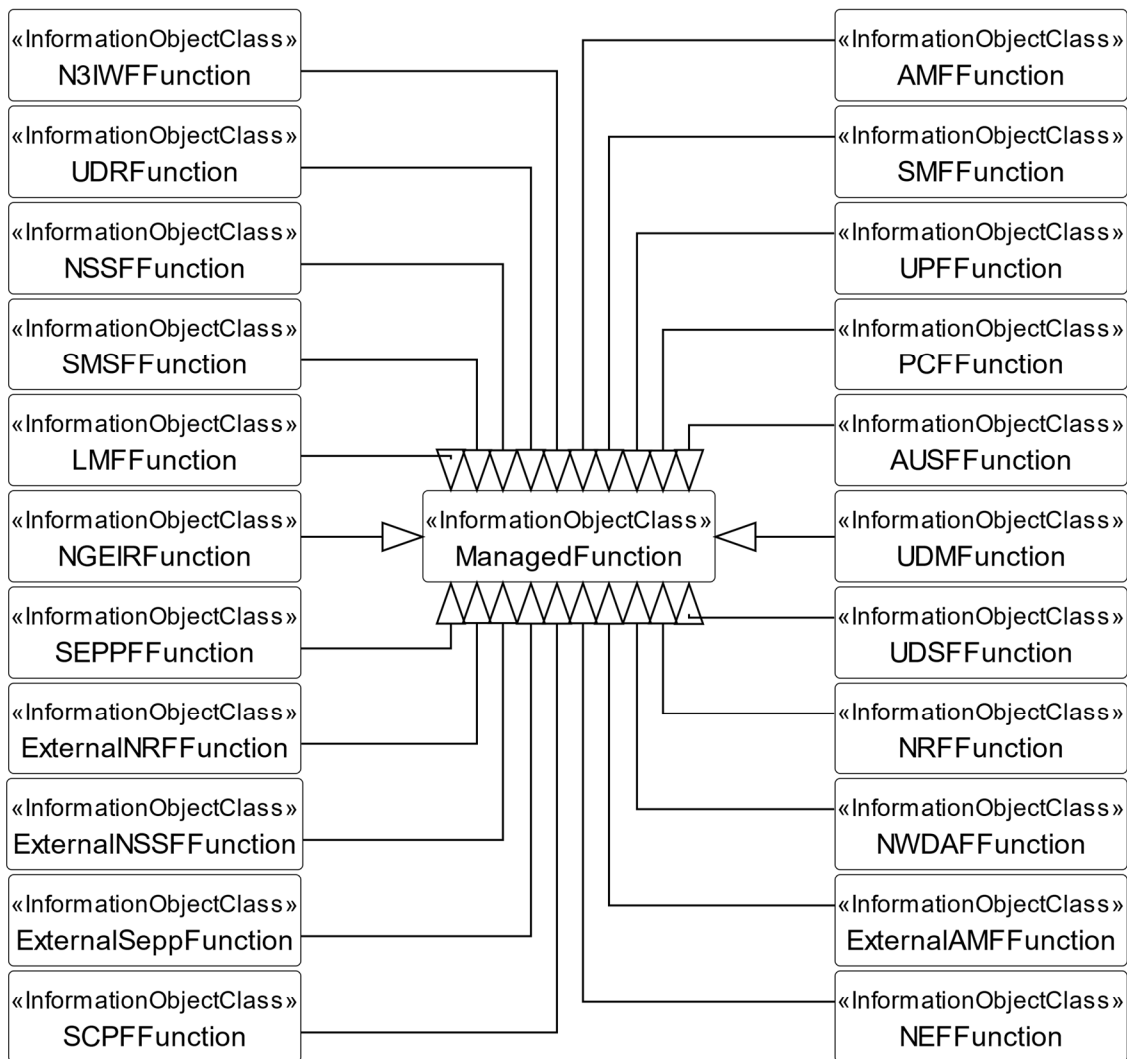 «InformationObjectClass»
N3IWFFunction
«InformationObjectClass»
UDRFunction
«InformationObjectClass»
NSSFFunction
«InformationObjectClass»
SMSFFunction
«InformationObjectClass»
LMFFunction
«InformationObjectClass»
NGEIRFunction
«InformationObjectClass»
SEPPFFunction
«InformationObjectClass»
ExternalNRFFunction
«InformationObjectClass»
ExternalNSSFFunction
«InformationObjectClass»
ExternalSeppFunction
«InformationObjectClass»
SCPFFunction
«InformationObjectClass»
ManagedFunction
«InformationObjectClass»
AMFFunction
«InformationObjectClass»
SMFFunction
«InformationObjectClass»
UPFFunction
«InformationObjectClass»
PCFFunction
«InformationObjectClass»
AUSFFunction
«InformationObjectClass»
UDMFunction
«InformationObjectClass»
UDSFFunction
«InformationObjectClass»
NRFFunction
«InformationObjectClass»
NWDAFFunction
«InformationObjectClass»
ExternalAMFFunction
«InformationObjectClass»
NEFFunction